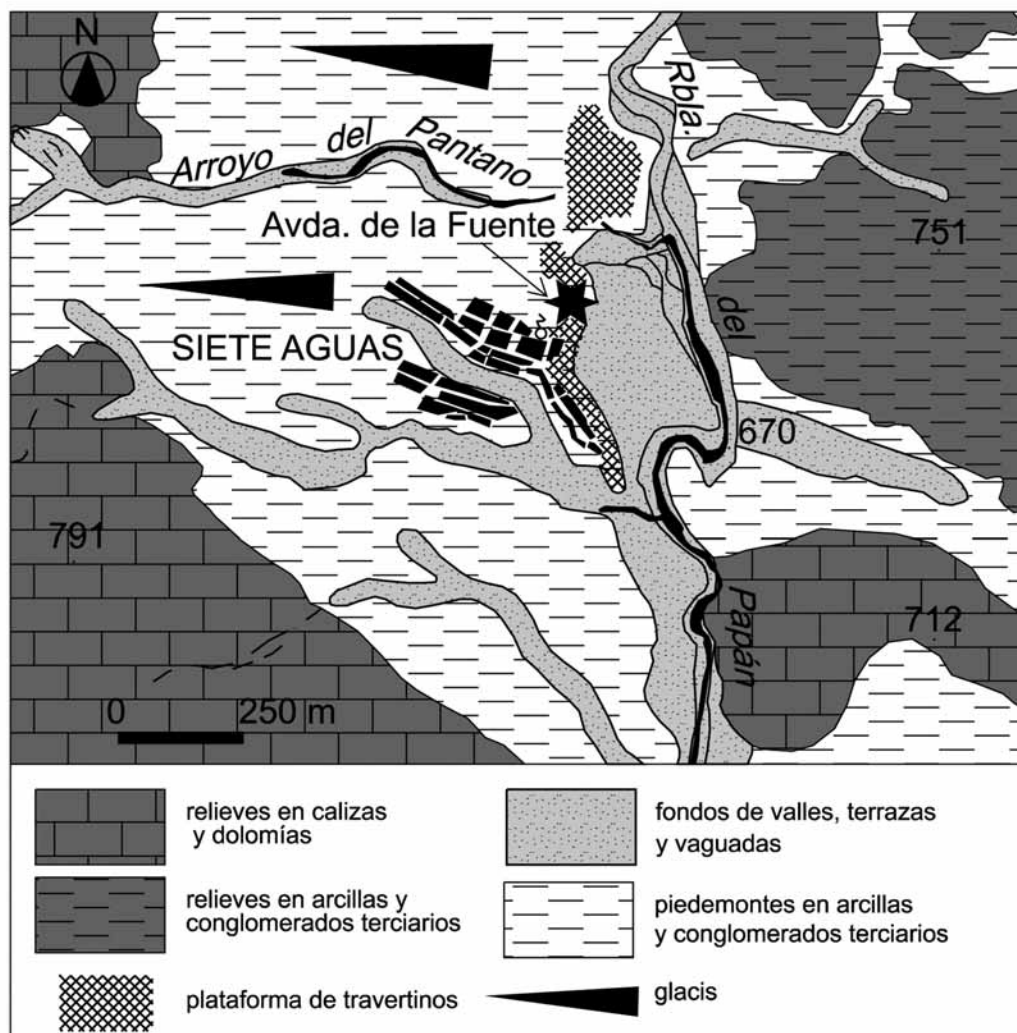 N
Rbla.
del
Papán
Arroyo del Pantano
Avda. de la Fuente
751
SIETE AGUAS
670
791
712
0 250 m
relieves en calizas
y dolomías
fondos de valles, terrazas
y vaguadas
relieves en arcillas y
conglomerados terciarios
piedemontes en arcillas
y conglomerados terciarios
plataforma de travertinos
glacis